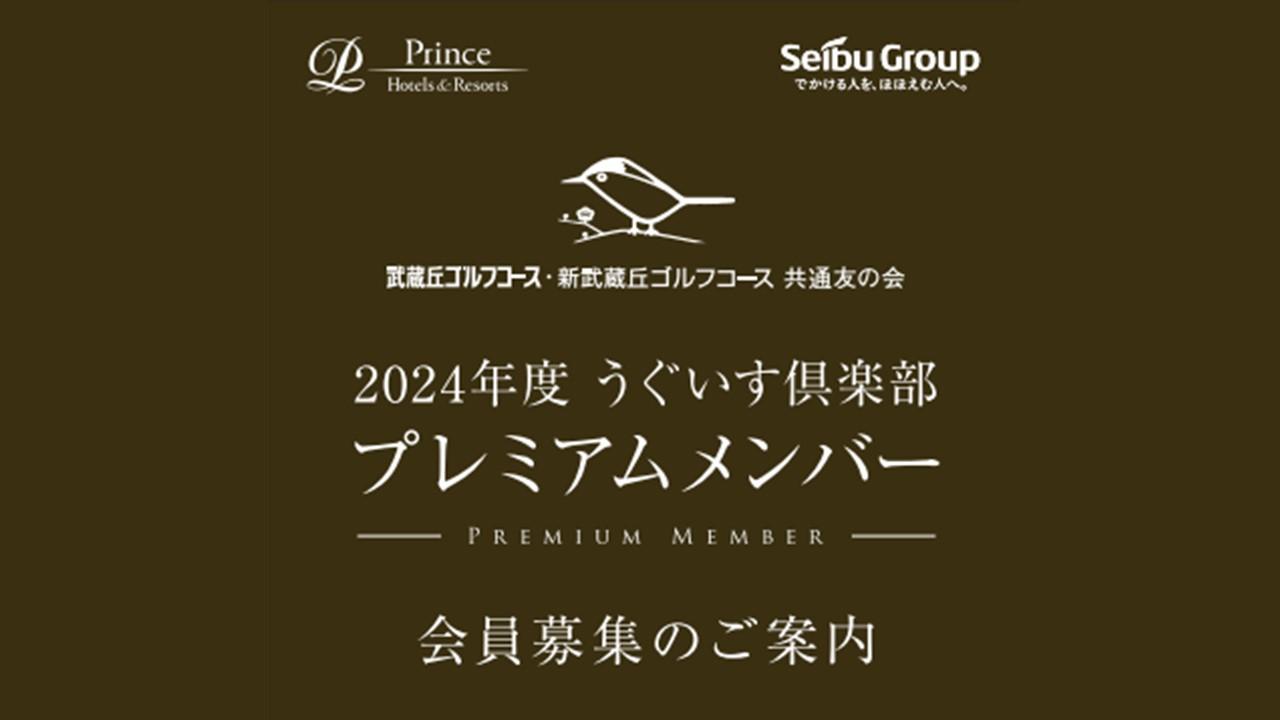 Prince
Hotels & Resorts
Seibu Group
でかける人を、ほほえむ人へ。
武蔵丘ゴルフコース・新武蔵丘ゴルフコース 共通友の会
2024年度 うぐいす倶楽部
プレミアムメンバー
PREMIUM MEMBER
会員募集のご案内